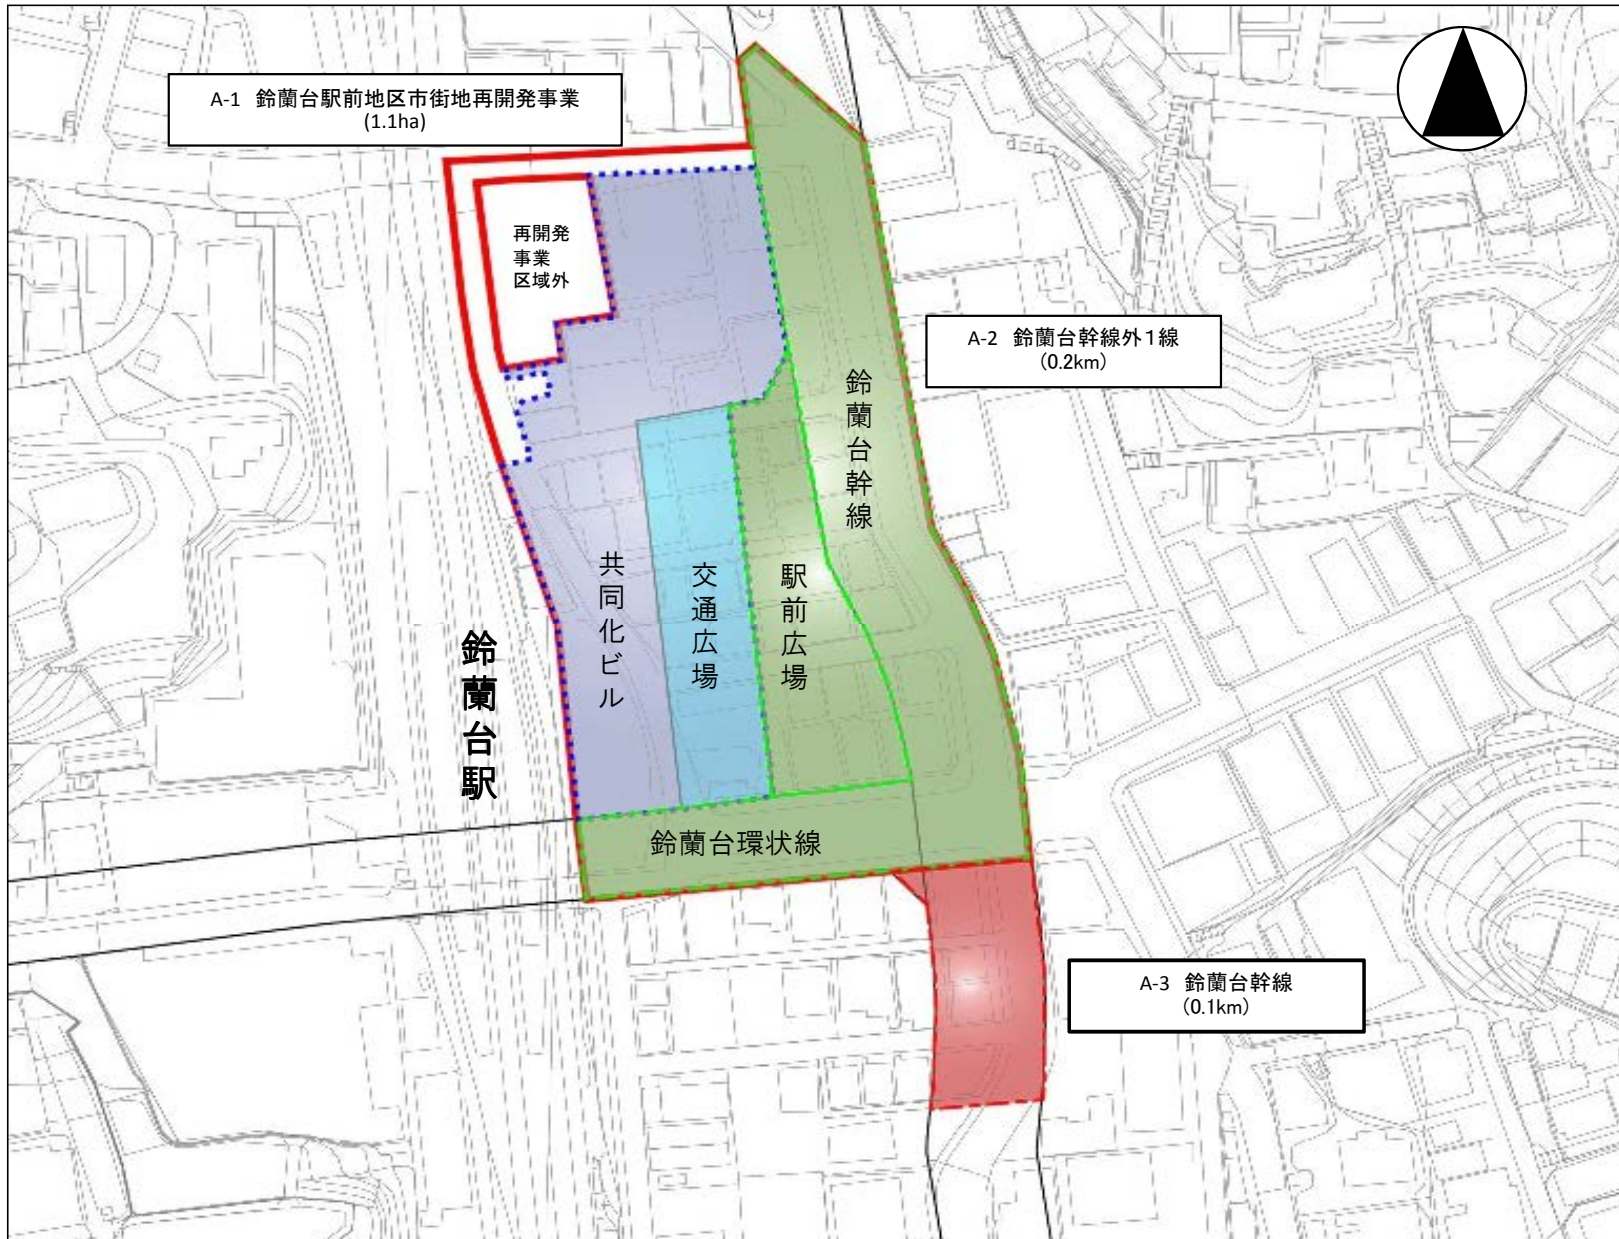 A-1 鈴蘭台駅前地区市街地再開発事業
(1.1ha)
再開発
事業
区域外
A-2 鈴蘭台幹線外1線
(0.2km)
鈴蘭台幹線
共同化ビル
交通広場
駅前広場
鈴蘭台駅
鈴蘭台環状線
A-3 鈴蘭台幹線
(0.1km)